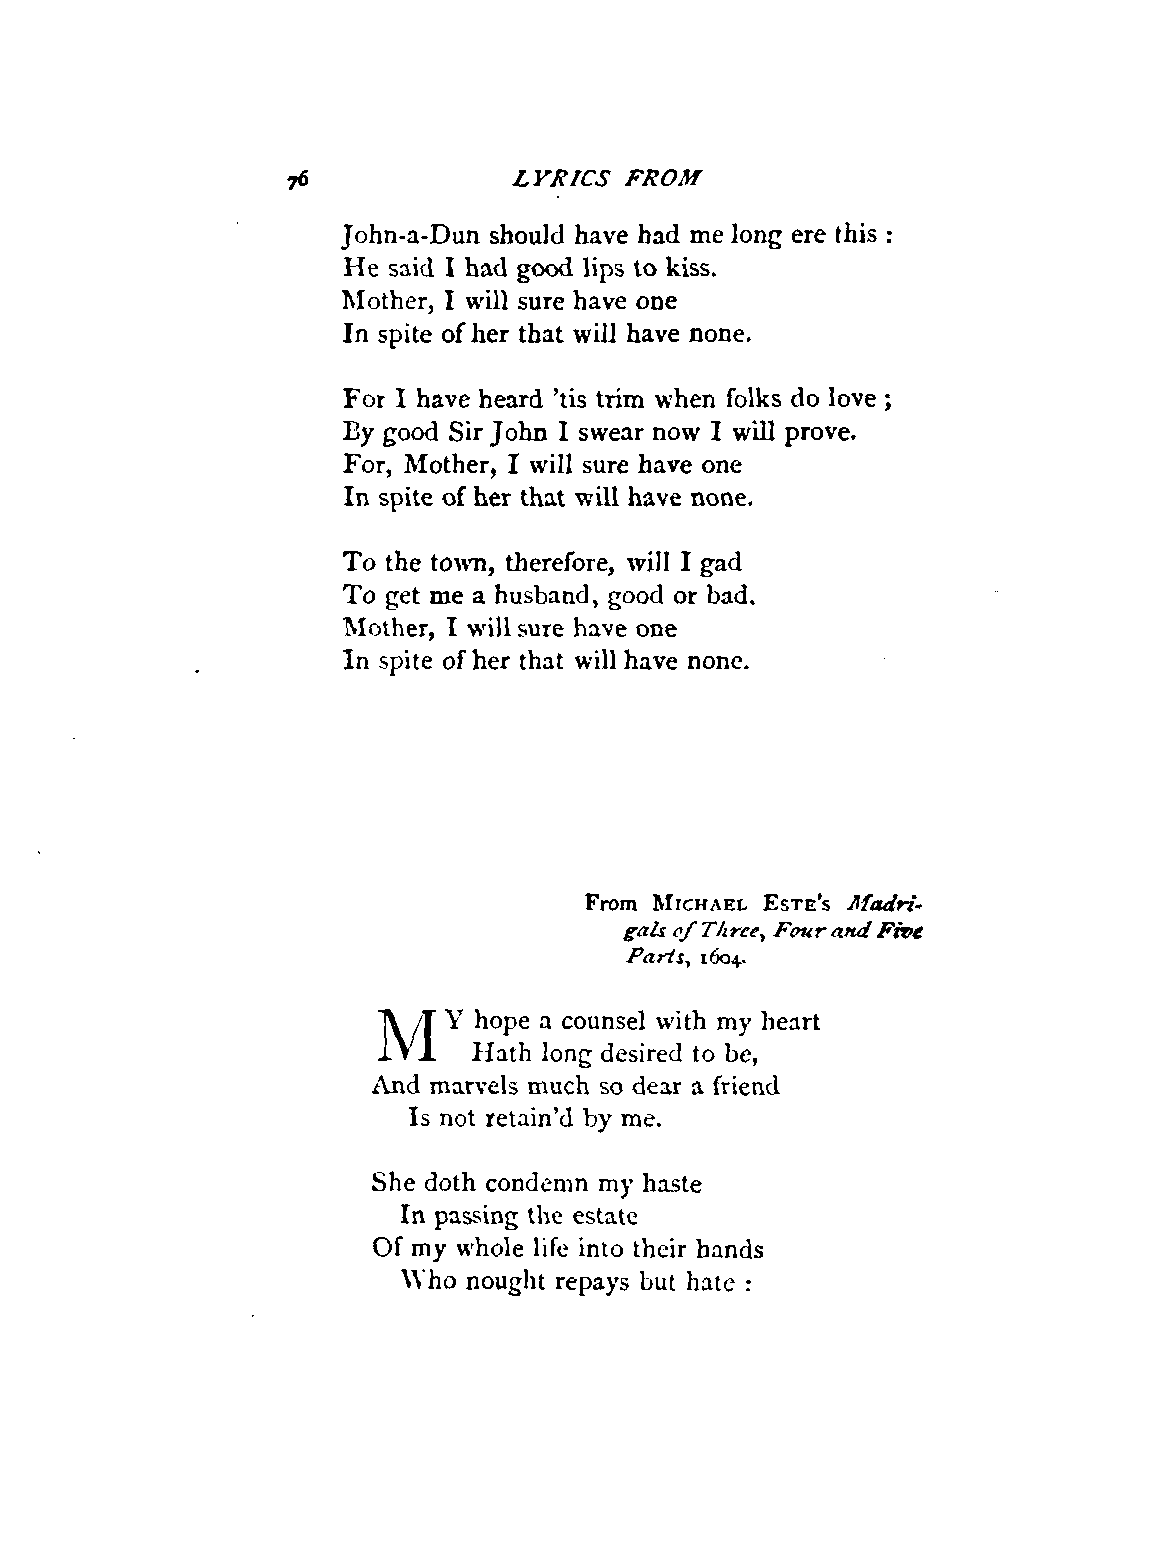 76 LYRICS FROM
John-a-Dun should have had me long ere this :
He said I had good lips to kiss.
Mother, I will sure have one
In spite of her that will have none.
For I have heard 'tis trim when folks do love ;
By good Sir John I swear now I will prove.
For, Mother, I will sure have one
In spite of her that will have none.
To the town, therefore, will I gad
To get me a husband, good or bad.
Mother, I will sure have one
In spite of her that will have none.
From MICHAEL ESTE'S Madri-
gals of Three, Four and Five
Parts, 1604.
MY hope a counsel with my heart
Hath long desired to be,
And marvels much so dear a friend
Is not retain'd by me.
She doth condemn my haste
In passing the estate
Of my whole life into their hands
Who nought repays but hate :